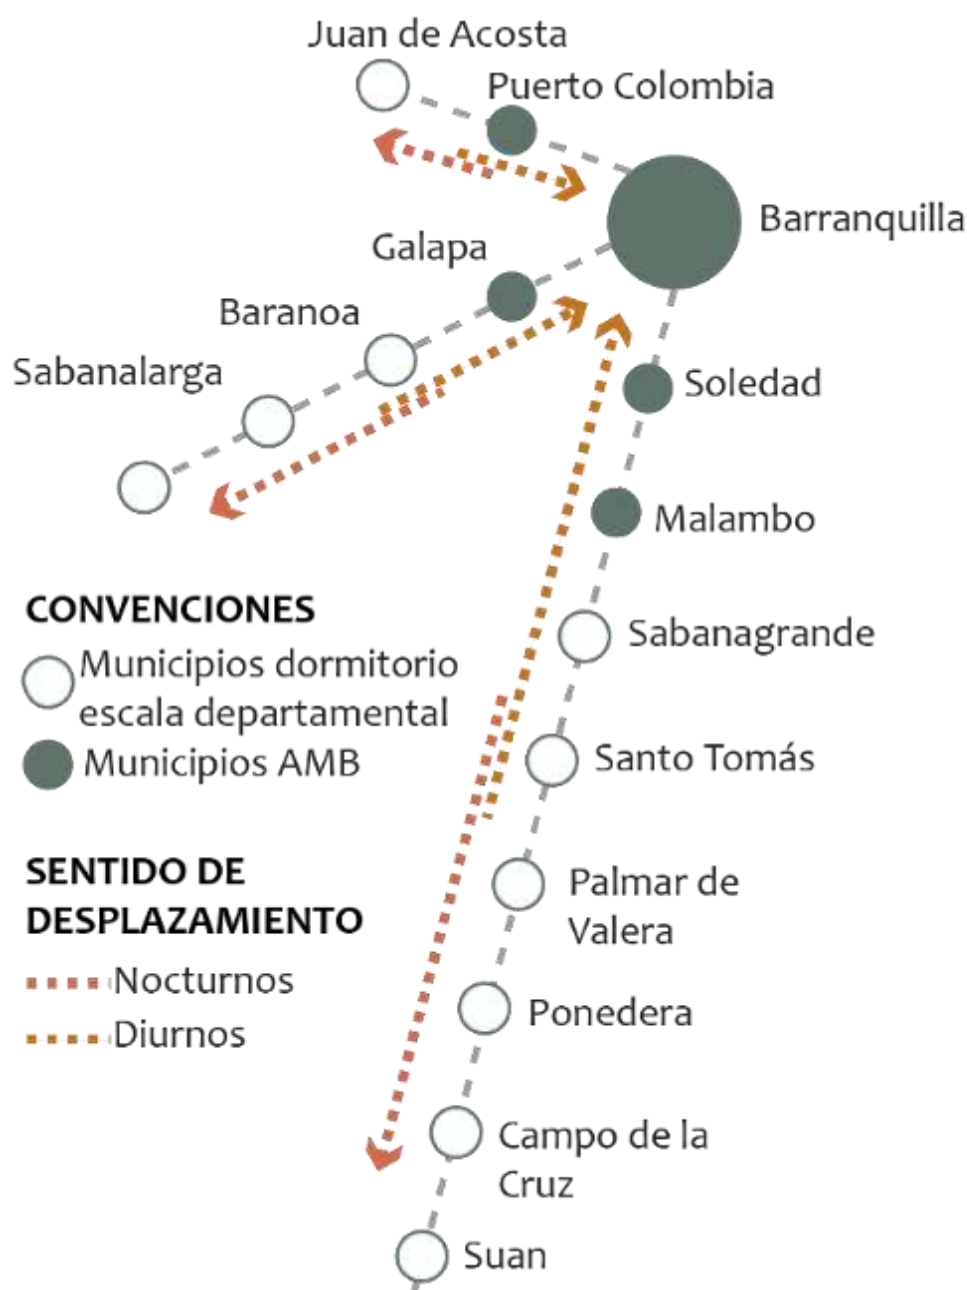 Juan de Acosta
Puerto Colombia
Barranquilla
Galapa
Baranoa
Sabanalarga
Soledad
Malambo
Sabanagrande
Santo Tomás
Palmar de
Valera
Ponedera
Campo de la
Cruz
Suan
CONVENCIONES
Municipios dormitorio
escala departamental
Municipios AMB
SENTIDO DE
DESPLAZAMIENTO
Nocturnos
Diurnos